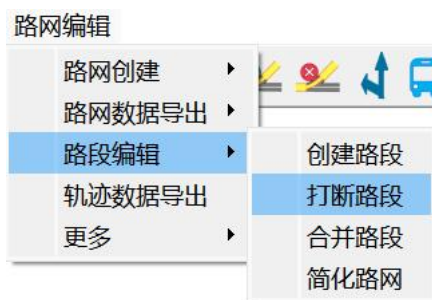 路网编辑
路网创建
路网数据导出
路段编辑
轨迹数据导出
更多
创建路段
打断路段
合并路段
简化路网